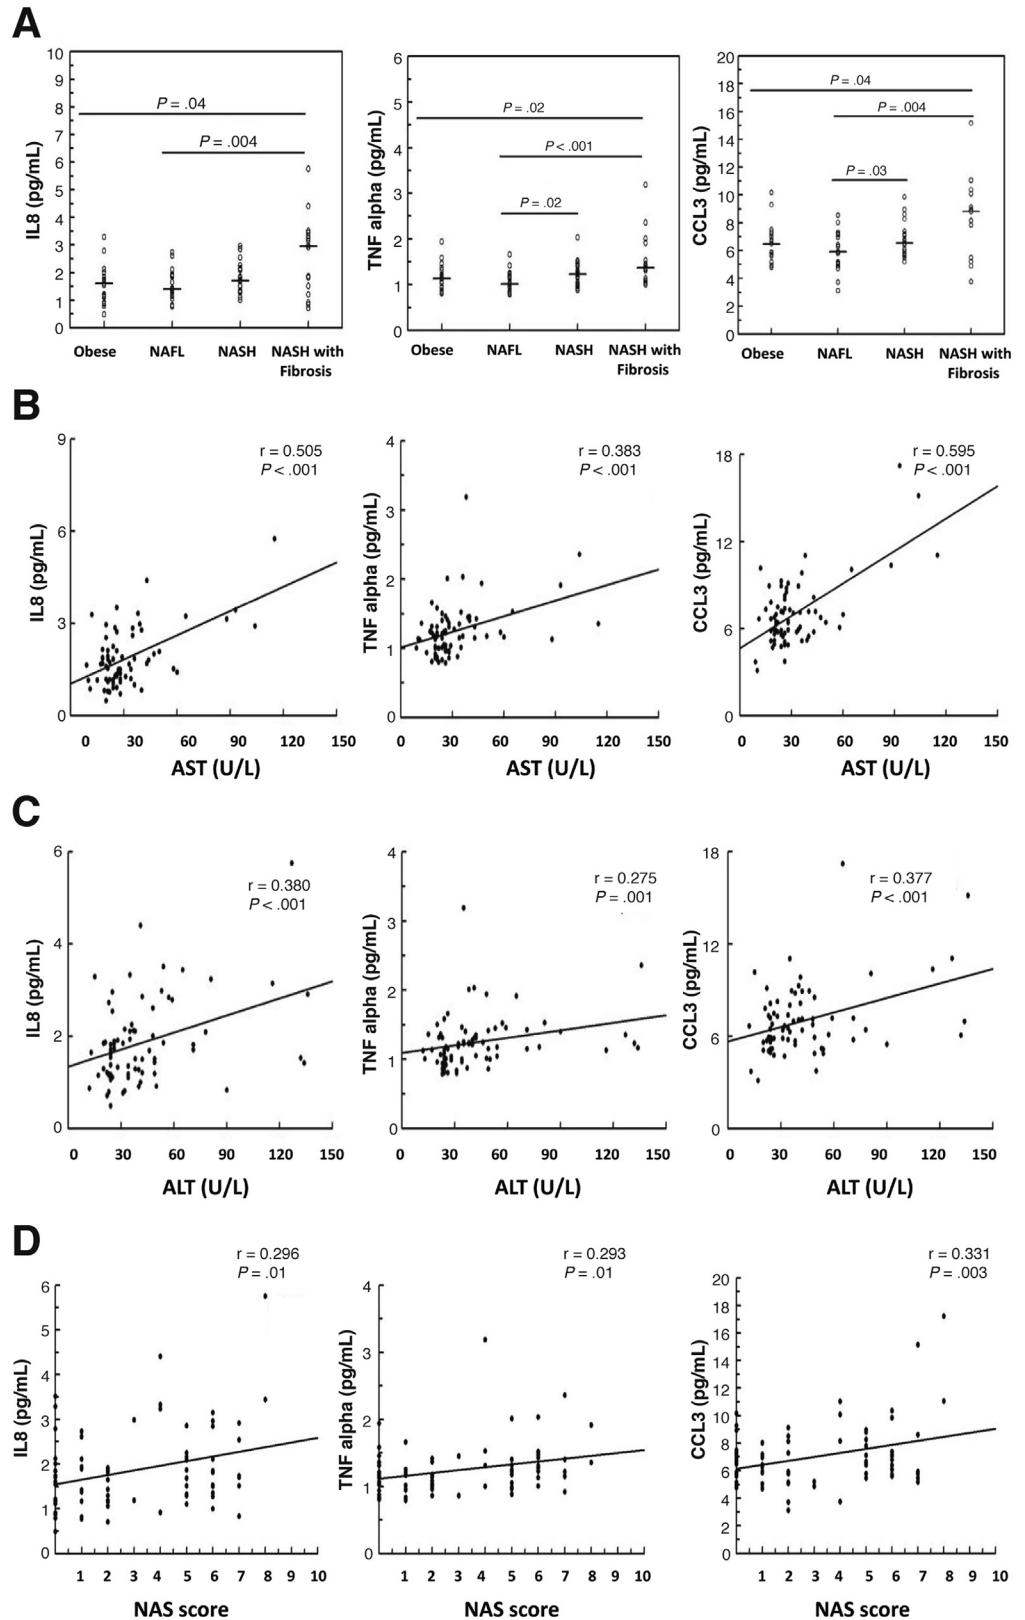 A
IL8 (pg/mL)
10
9
8
7
6
5
4
3
2
1
0
P = .04
P = .004
Obese
NAFL
NASH
NASH with
Fibrosis
TNF alpha (pg/mL)
6
5
4
3
2
1
0
P = .02
P < .001
P = .02
Obese
NAFL
NASH
NASH with
Fibrosis
CCL3 (pg/mL)
20
18
16
14
12
10
8
6
4
2
0
P = .04
P = .004
P = .03
Obese
NAFL
NASH
NASH with
Fibrosis
B
IL8 (pg/mL)
9
6
3
0
r = 0.505
P < .001
0 30 60 90 120 150
AST (U/L)
TNF alpha (pg/mL)
4
3
2
1
0
r = 0.383
P < .001
0 30 60 90 120 150
AST (U/L)
CCL3 (pg/mL)
18
12
6
0
r = 0.595
P < .001
0 30 60 90 120 150
AST (U/L)
C
IL8 (pg/mL)
6
4
2
0
r = 0.380
P < .001
0 30 60 90 120 150
ALT (U/L)
TNF alpha (pg/mL)
4
3
2
1
0
r = 0.275
P = .001
0 30 60 90 120 150
ALT (U/L)
CCL3 (pg/mL)
18
12
6
0
r = 0.377
P < .001
0 30 60 90 120 150
ALT (U/L)
D
IL8 (pg/mL)
6
5
4
3
2
1
0
r = 0.296
P = .01
1 2 3 4 5 6 7 8 9 10
NAS score
TNF alpha (pg/mL)
4
3
2
1
0
r = 0.293
P = .01
1 2 3 4 5 6 7 8 9 10
NAS score
CCL3 (pg/mL)
20
18
16
14
12
10
8
6
4
2
0
r = 0.331
P = .003
1 2 3 4 5 6 7 8 9 10
NAS score